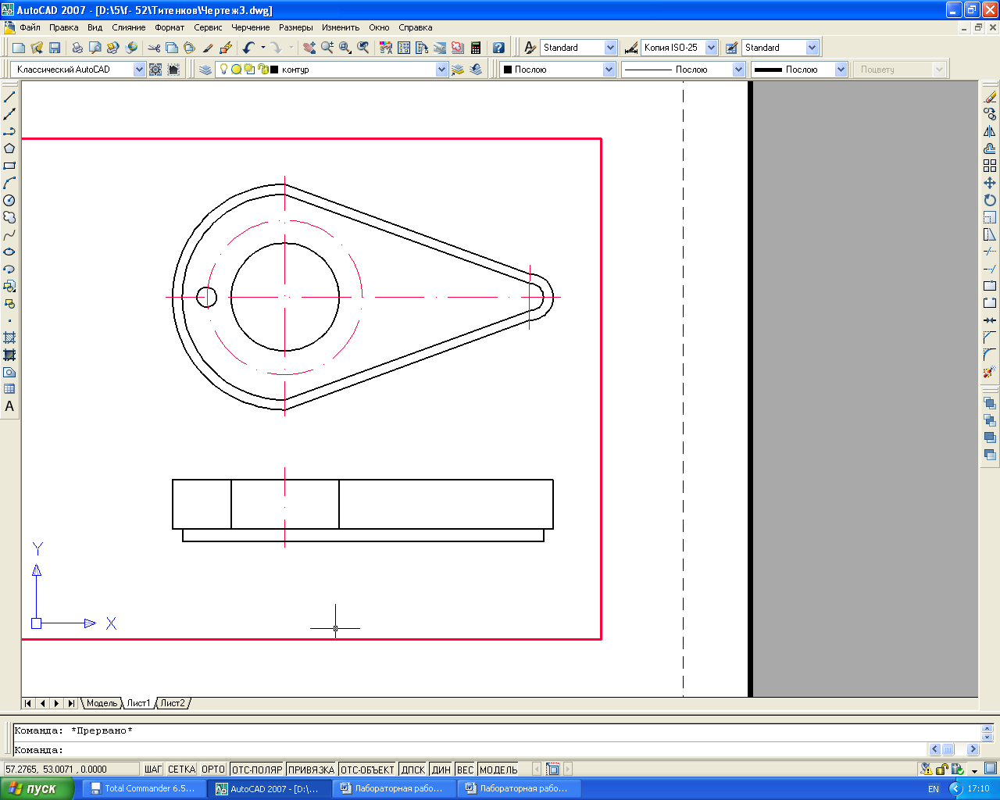 AutoCAD 2007 - [D:\5\f- 52\Титенков\Чертеж3.dwg]
Файл Правка Вид Слияние Формат Сервис Черчение Размеры Изменить Окно Справка
Standard Копия ISO-25 Standard
Классический AutoCAD контур Послою Послою Послою Поцвету
A
Y
X
Модель Лист1 Лист2
Команда: *Прервано*
Команда:
57.2765, 53.0071 , 0.0000 ШАГ СЕТКА ОРТО ОТС-ПОЛЯР ПРИВЯЗКА ОТС-ОБЪЕКТ ДПСК ДИН ВЕС МОДЕЛЬ
пуск Total Commander 6.5... AutoCAD 2007 - [D:\... Лабораторная рабо... Лабораторная рабо... EN 17:10